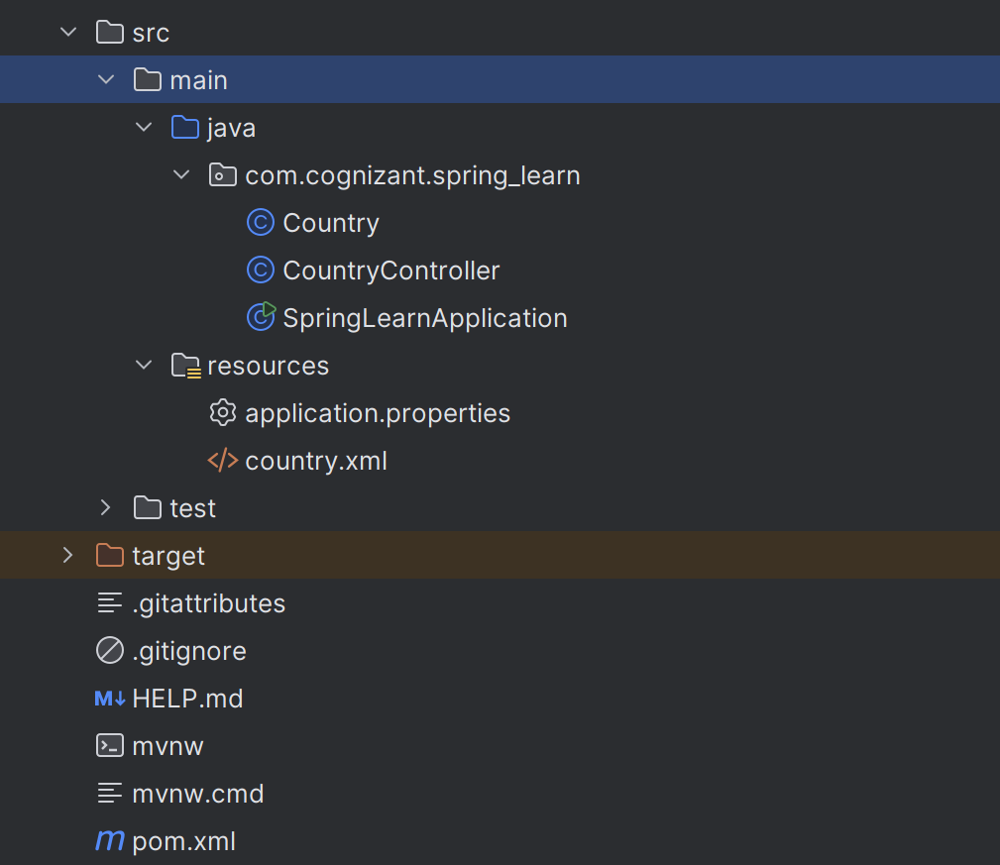 src
main
java
com.cognizant.spring_learn
Country
CountryController
SpringLearnApplication
resources
application.properties
country.xml
test
target
.gitattributes
.gitignore
HELP.md
mvnw
mvnw.cmd
pom.xml